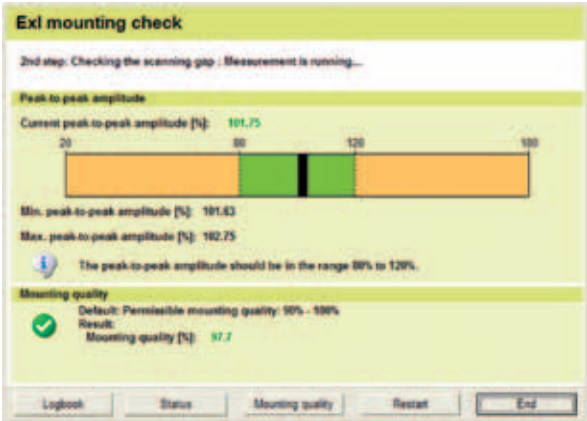 ExI mounting check
2nd step: Checking the scanning gap : Measurement is running...
Peak-to-peak amplitude
Current peak-to-peak amplitude [%]: 101.75
20 80 120 180
Min. peak-to-peak amplitude [%]: 101.63
Max. peak-to-peak amplitude [%]: 102.75
The peak-to-peak amplitude should be in the range 80% to 120%.
Mounting quality
Default: Permissible mounting quality: 90% - 100%
Result:
Mounting quality [%]: 97.7
Logbook Status Mounting quality Restart End